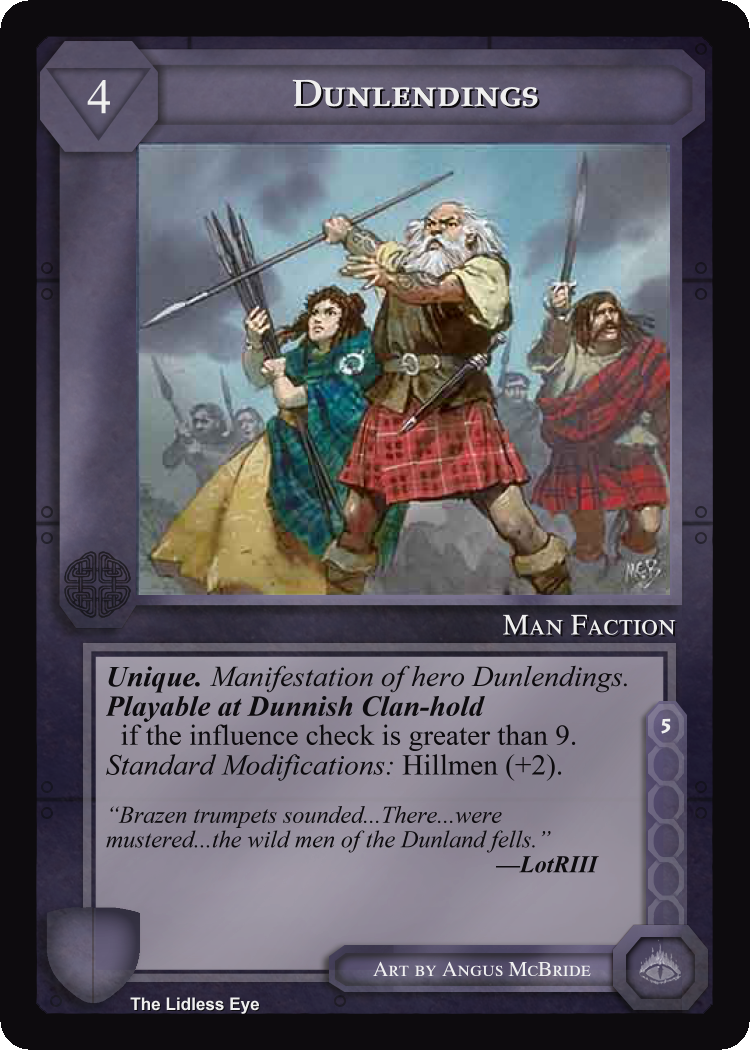 4
Dunlendings
McB
Man Faction
Unique. Manifestation of hero Dunlendings.
Playable at Dunnish Clan-hold
if the influence check is greater than 9.
Standard Modifications: Hillmen (+2).
5
“Brazen trumpets sounded...There...were
mustered...the wild men of the Dunland fells.”
—LotRIII
Art by Angus McBride
The Lidless Eye